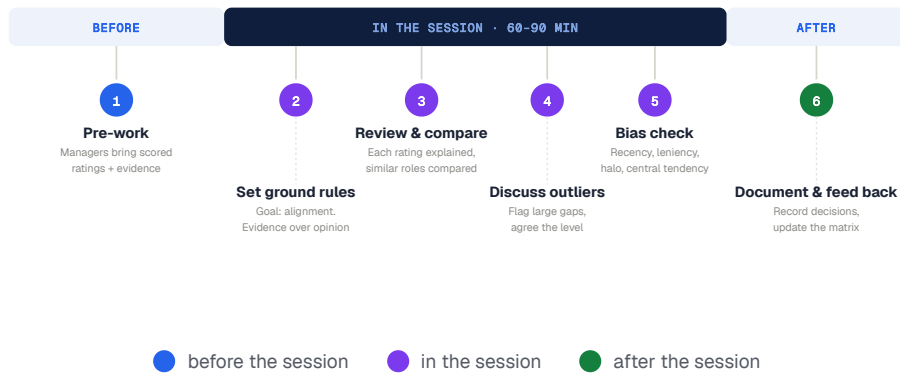 BEFORE
IN THE SESSION · 60–90 MIN
AFTER
1
Pre-work
Managers bring scored
ratings + evidence
2
Set ground rules
Goal: alignment.
Evidence over opinion
3
Review & compare
Each rating explained,
similar roles compared
4
Discuss outliers
Flag large gaps,
agree the level
5
Bias check
Recency, leniency,
halo, central tendency
6
Document & feed back
Record decisions,
update the matrix
before the session
in the session
after the session